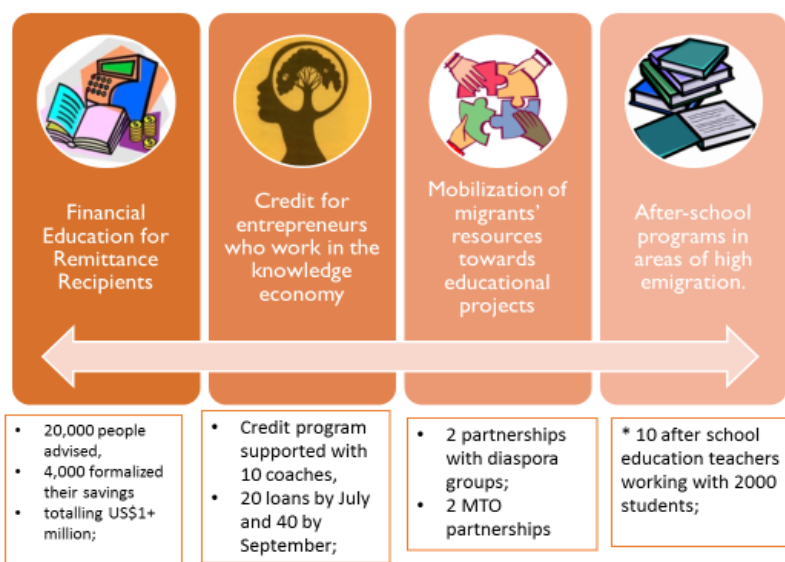 Financial
Education for
Remittance
Recipients
Credit for
entrepreneurs
who work in the
knowledge
economy
Mobilization of
migrants’
resources
towards
educational
projects
After-school
programs in
areas of high
emigration.
• 20,000 people
advised,
• 4,000 formalized
their savings
• totalling US$1+
million;
• Credit program
supported with
10 coaches,
• 20 loans by July
and 40 by
September;
• 2 partnerships
with diaspora
groups;
• 2 MTO
partnerships
* 10 after school
education teachers
working with 2000
students;